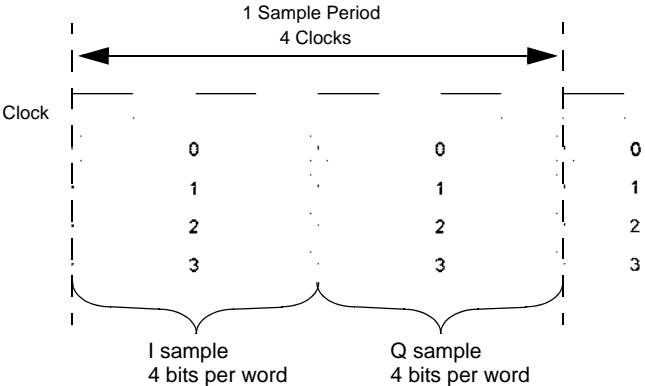 1 Sample Period
4 Clocks
Clock
0 0 0
1 1 1
2 2 2
3 3 3
I sample Q sample
4 bits per word 4 bits per word